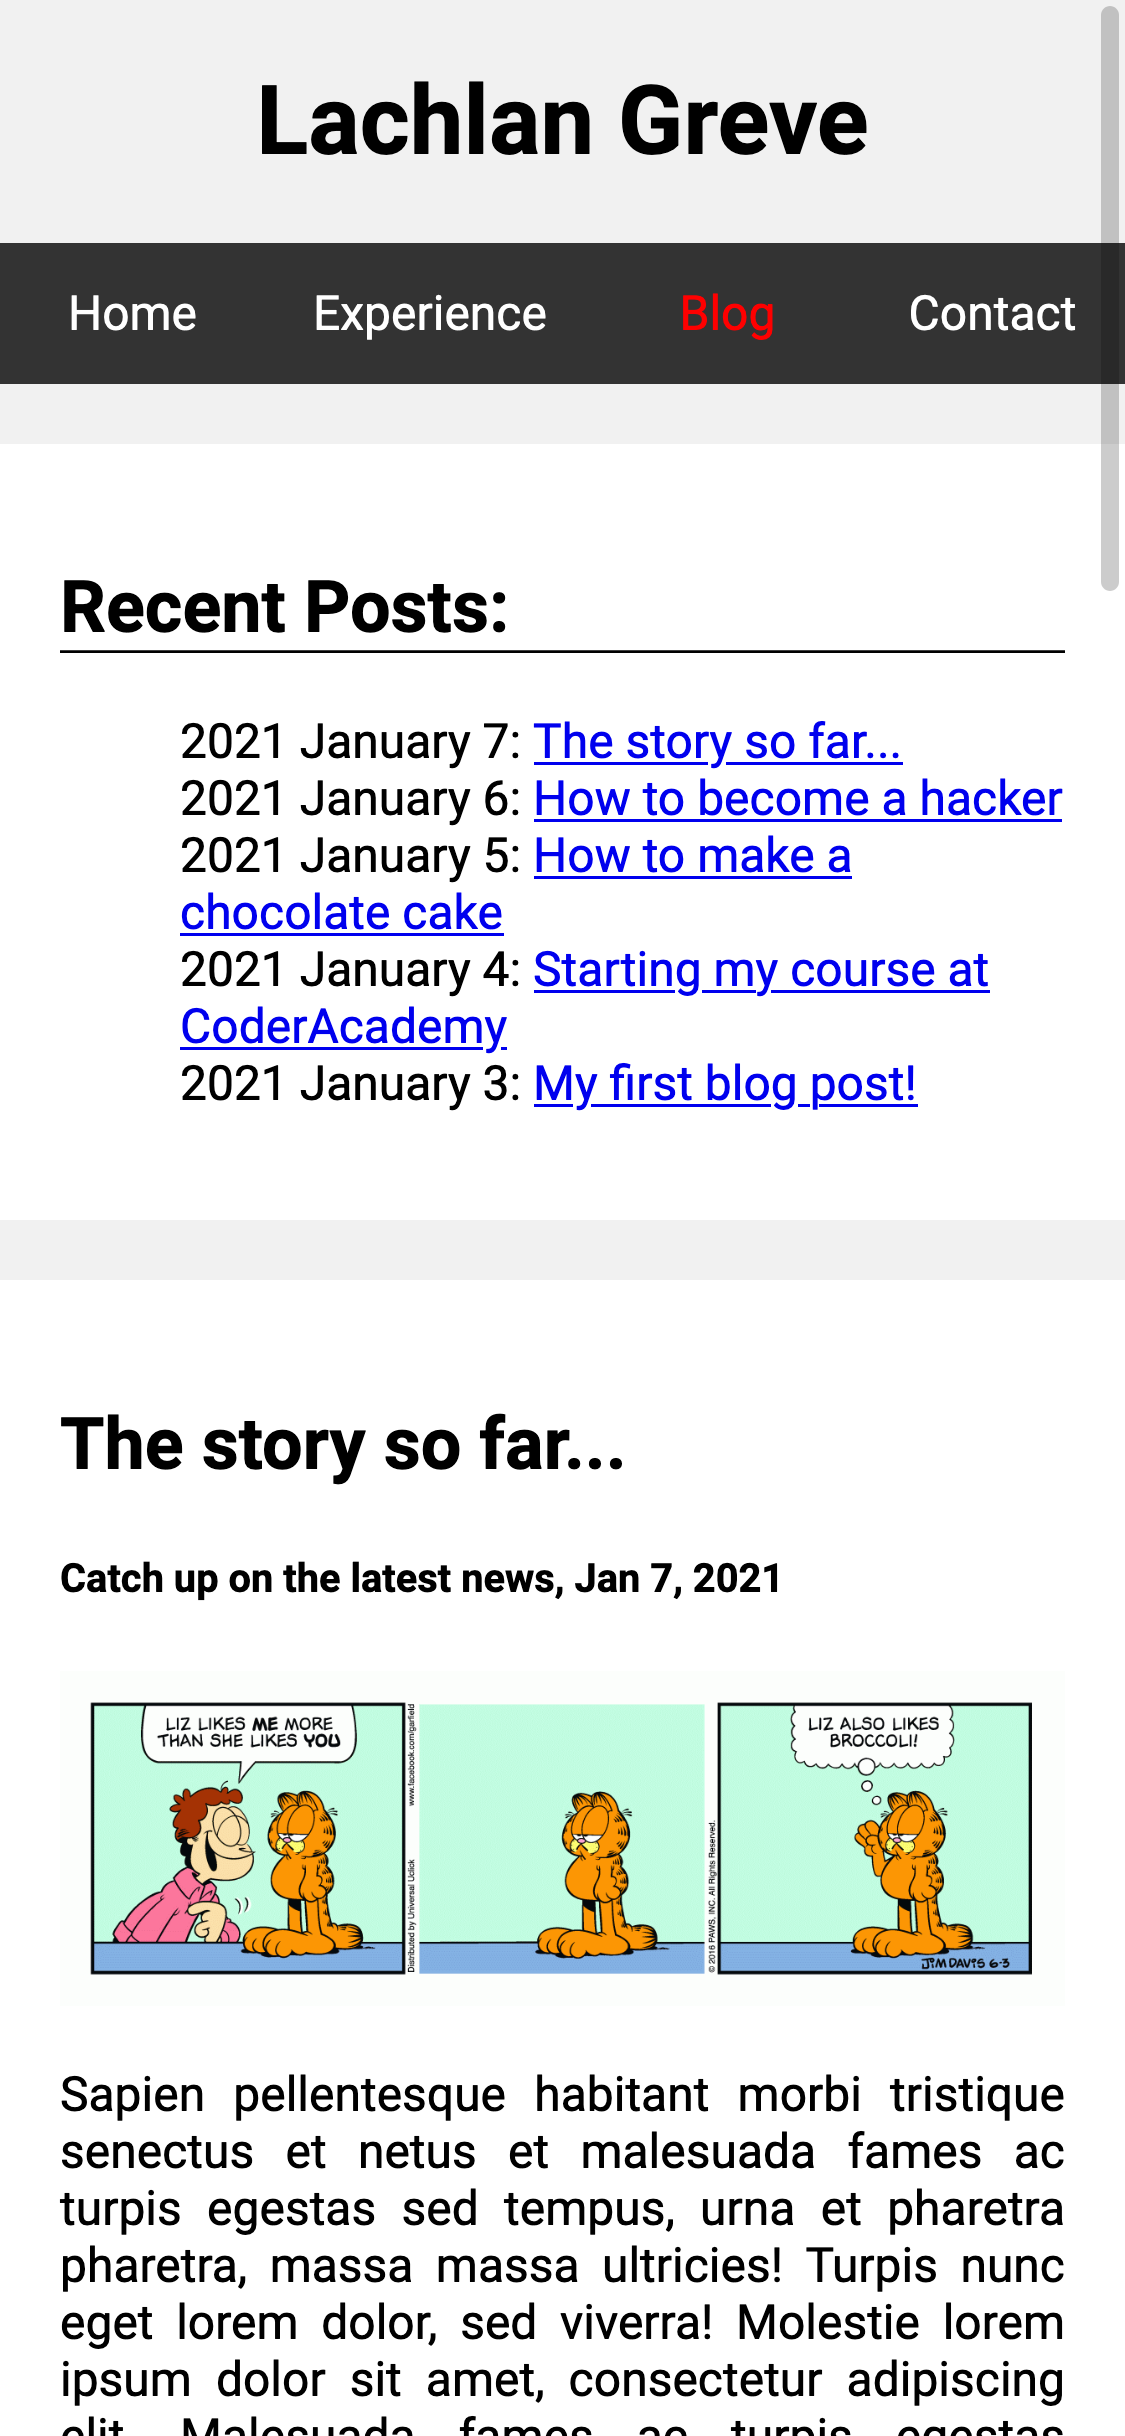 Lachlan Greve
Home Experience Blog Contact
Recent Posts:
2021 January 7: The story so far...
2021 January 6: How to become a hacker
2021 January 5: How to make a
chocolate cake
2021 January 4: Starting my course at
CoderAcademy
2021 January 3: My first blog post!
The story so far...
Catch up on the latest news, Jan 7, 2021
LIZ LIKES ME MORE
THAN SHE LIKES YOU
www.facebook.com/garfield
Distributed by Universal Uclick
© 2016 PAWS, INC. All Rights Reserved.
LIZ ALSO LIKES
BROCCOLI!
JIM DAVIS 6-3
Sapien pellentesque habitant morbi tristique
senectus et netus et malesuada fames ac
turpis egestas sed tempus, urna et pharetra
pharetra, massa massa ultricies! Turpis nunc
eget lorem dolor, sed viverra! Molestie lorem
ipsum dolor sit amet, consectetur adipiscing
elit. Malesuada fames ac turpis egestas